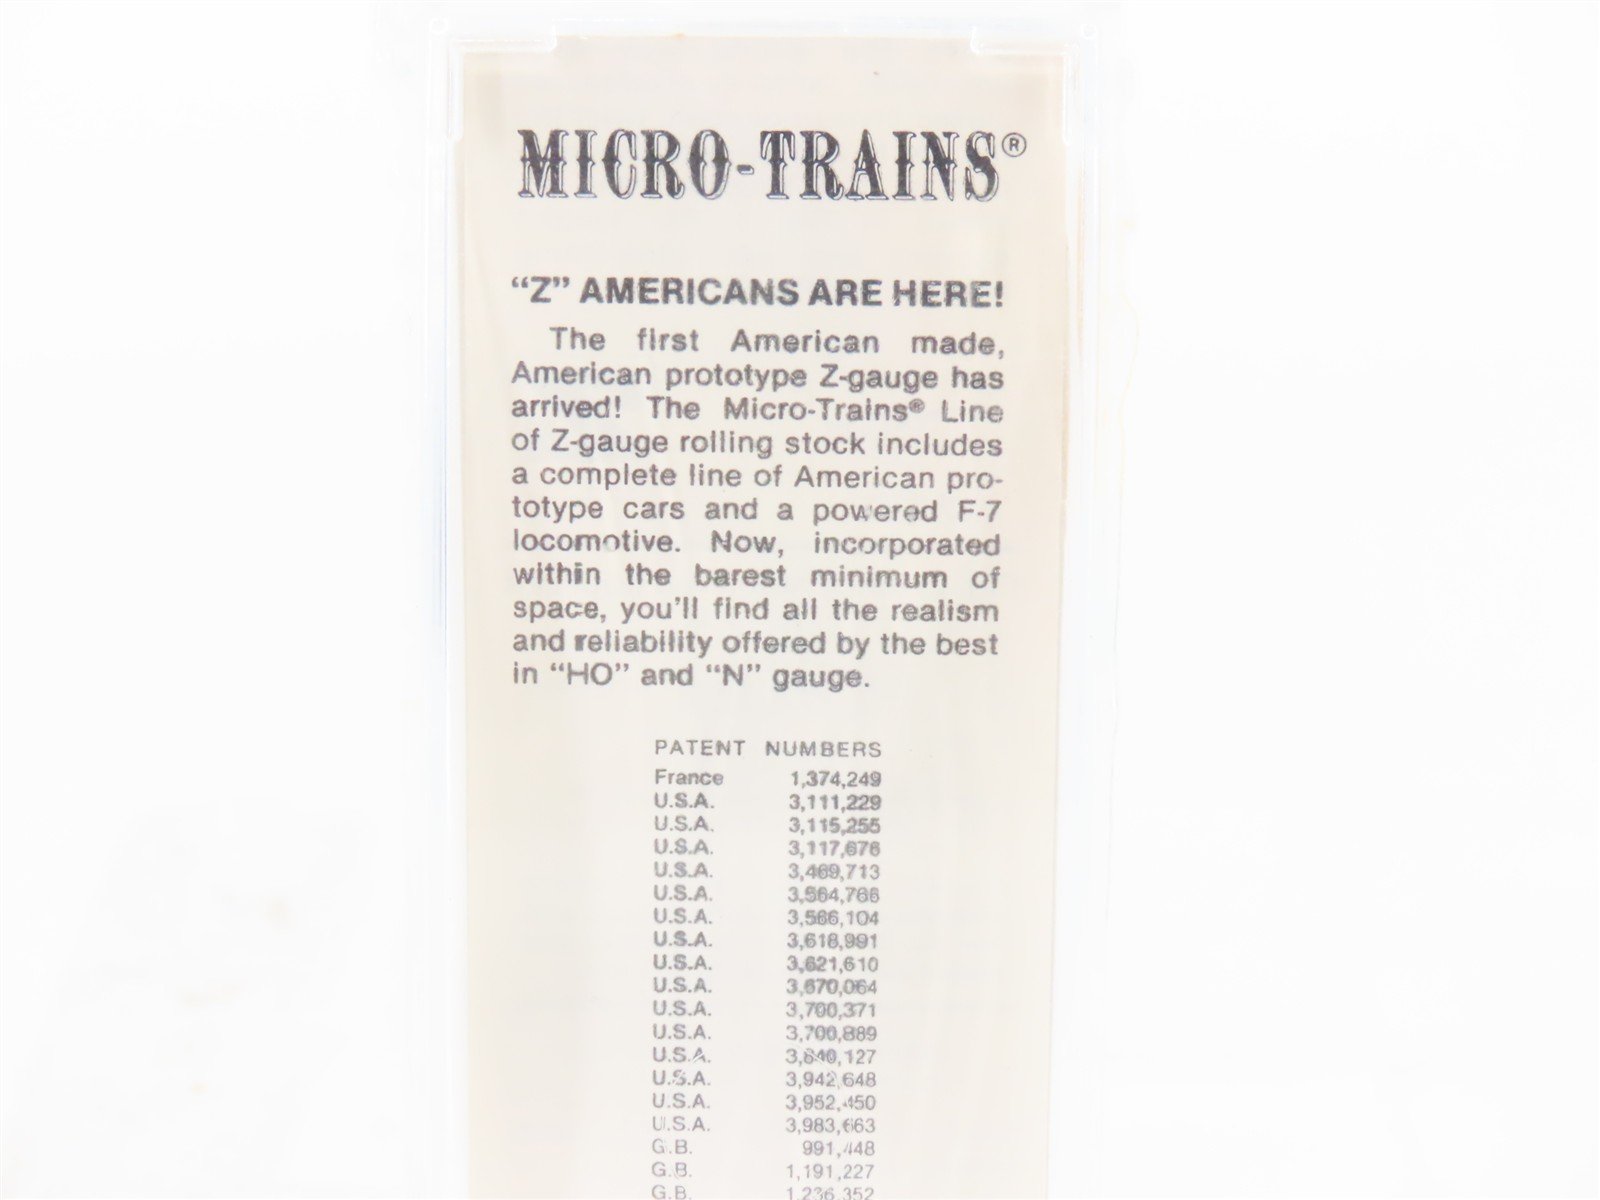 MICRO-TRAINS®
“Z” AMERICANS ARE HERE!
The first American made,
American prototype Z-gauge has
arrived! The Micro-Trains® Line
of Z-gauge rolling stock includes
a complete line of American pro-
totype cars and a powered F-7
locomotive. Now, incorporated
within the barest minimum of
space, you'll find all the realism
and reliability offered by the best
in “HO” and “N” gauge.
PATENT NUMBERS
France 1,374,249
U.S.A. 3,111,229
U.S.A. 3,115,255
U.S.A. 3,117,676
U.S.A. 3,469,713
U.S.A. 3,564,766
U.S.A. 3,566,104
U.S.A. 3,618,991
U.S.A. 3,621,610
U.S.A. 3,670,064
U.S.A. 3,700,371
U.S.A. 3,700,889
U.S.A. 3,840,127
U.S.A. 3,942,648
U.S.A. 3,952,450
U.S.A. 3,983,663
G.B. 991,448
G.B. 1,191,227
G.B. 1,236,352